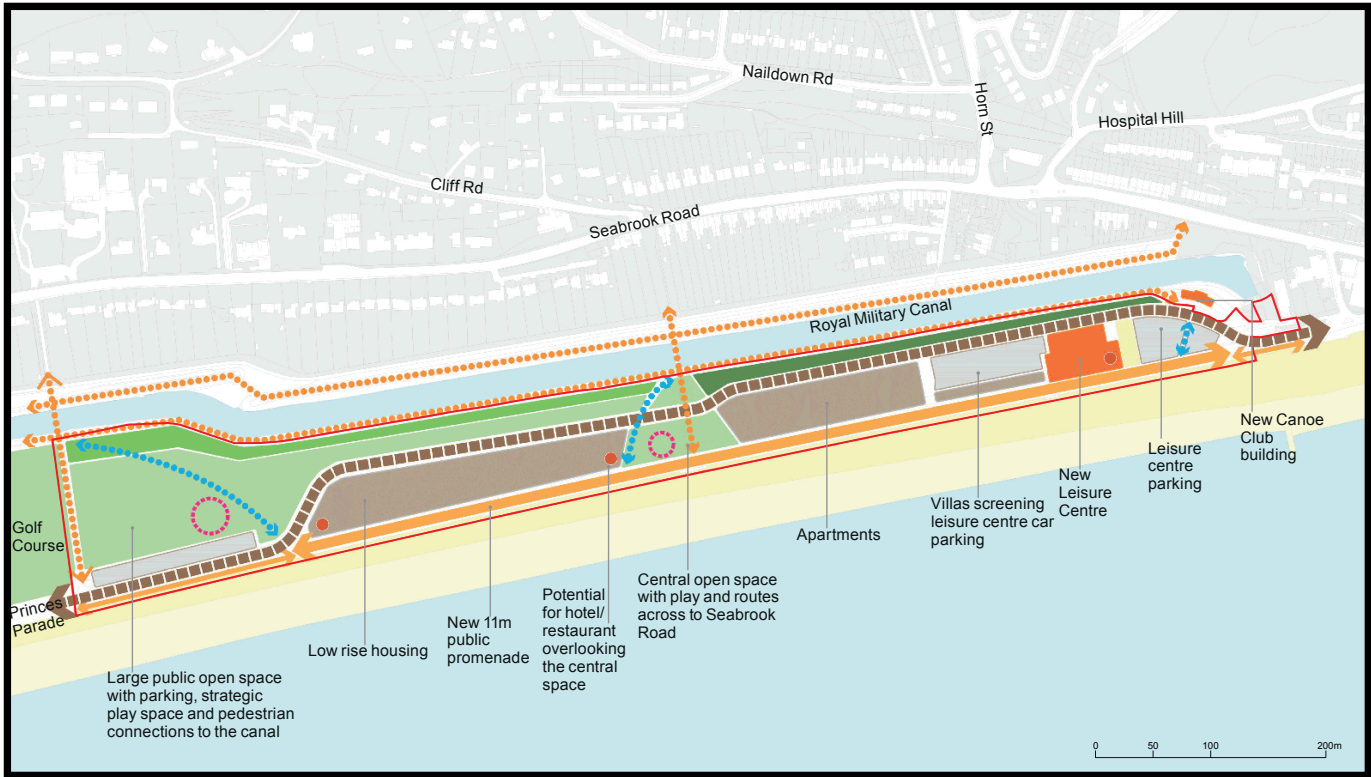 Naildown Rd
Horn St
Hospital Hill
Cliff Rd
Seabrook Road
Royal Military Canal
Golf
Course
Princes
Parade
Large public open space
with parking, strategic
play space and pedestrian
connections to the canal
Low rise housing
New 11m
public
promenade
Potential
for hotel/
restaurant
overlooking
the central
space
Central open space
with play and routes
across to Seabrook
Road
Apartments
Villas screening
leisure centre car
parking
New
Leisure
Centre
Leisure
centre
parking
New Canoe
Club
building
0 50 100 200m